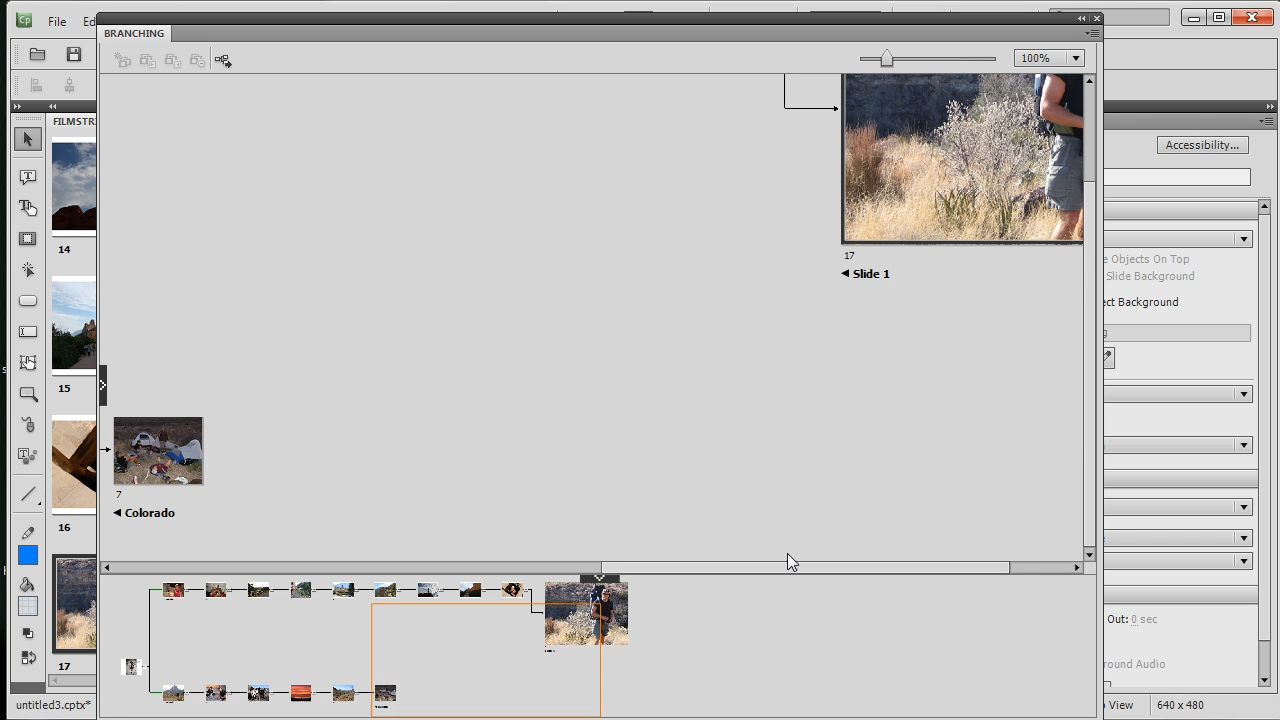 Cp File Ed
BRANCHING
100%
FILMSTR
14
15
16
17
untitled3.cptx*
17
Slide 1
7
Colorado
Accessibility...
e Objects On Top
Slide Background
ect Background
Out: 0 sec
round Audio
View 640 x 480